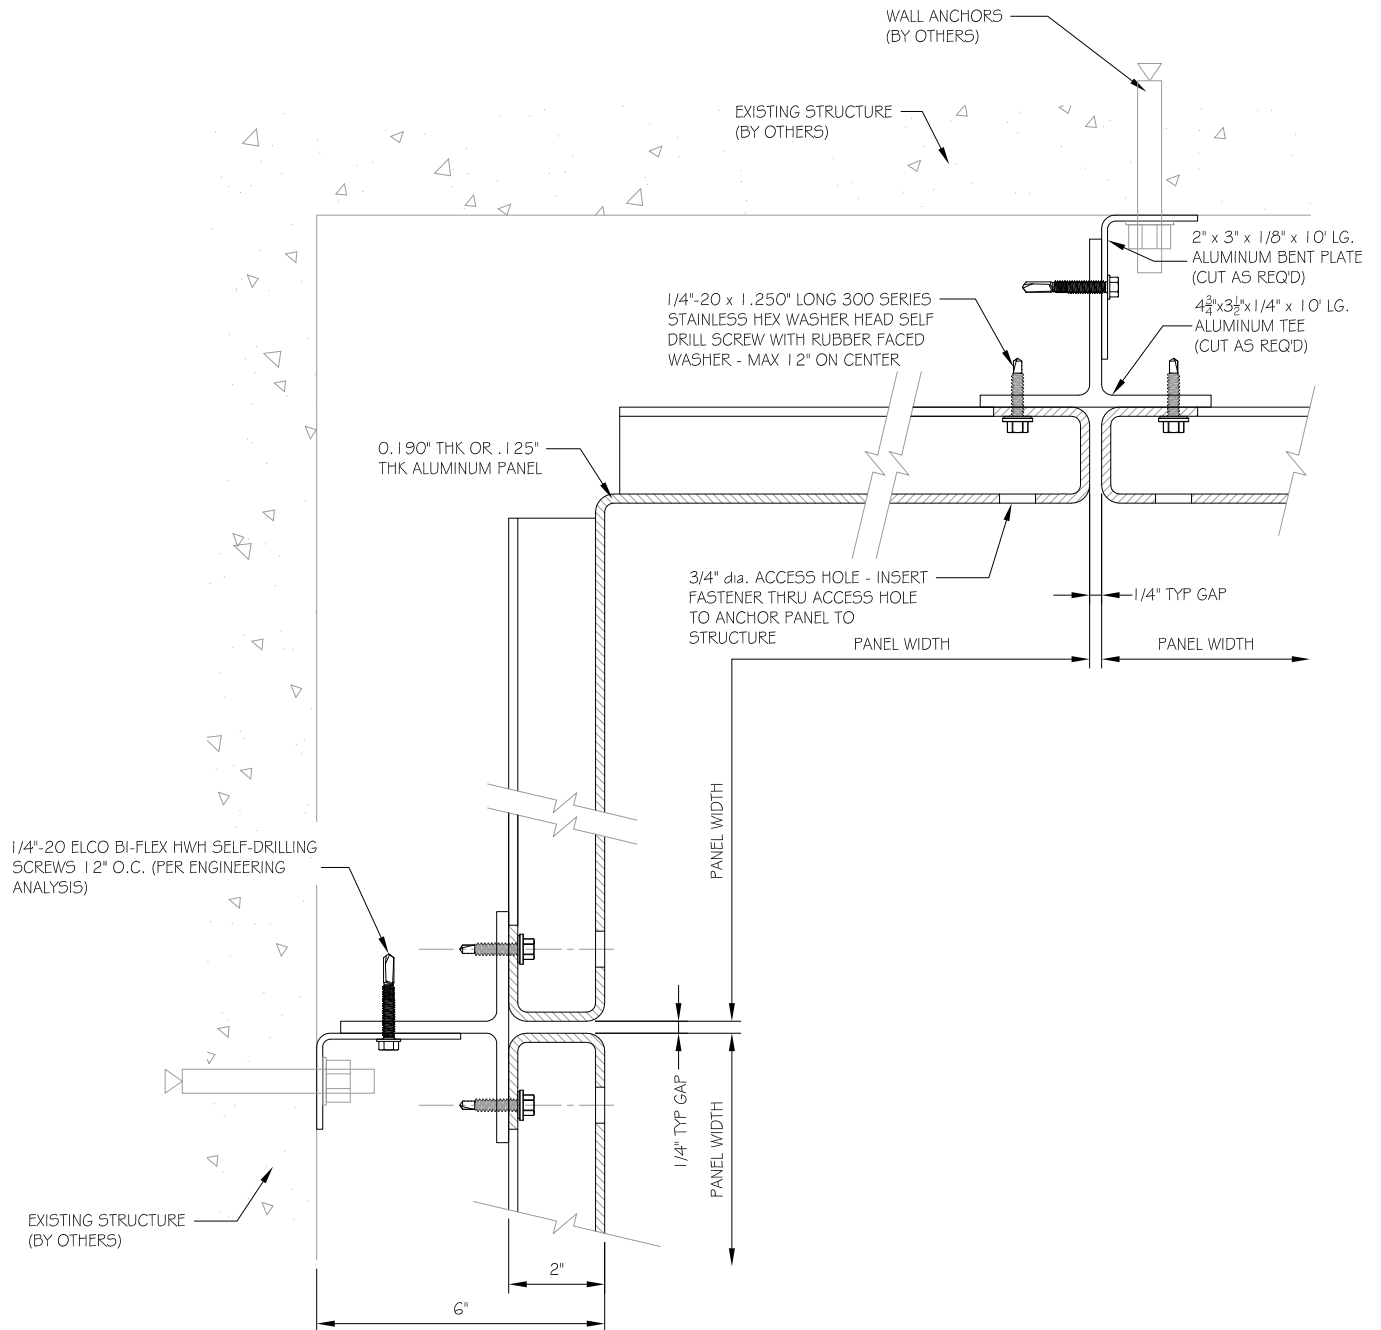 WALL ANCHORS
(BY OTHERS)
EXISTING STRUCTURE
(BY OTHERS)
2" x 3" x 1/8" x 10' LG.
ALUMINUM BENT PLATE
(CUT AS REQ'D)
4 3/4"x3 1/2"x1/4" x 10' LG.
ALUMINUM TEE
(CUT AS REQ'D)
1/4"-20 x 1.250" LONG 300 SERIES
STAINLESS HEX WASHER HEAD SELF
DRILL SCREW WITH RUBBER FACED
WASHER - MAX 12" ON CENTER
0.190" THK OR .125"
THK ALUMINUM PANEL
3/4" dia. ACCESS HOLE - INSERT
FASTENER THRU ACCESS HOLE
TO ANCHOR PANEL TO
STRUCTURE
1/4" TYP GAP
PANEL WIDTH
PANEL WIDTH
PANEL WIDTH
1/4"-20 ELCO BI-FLEX HWH SELF-DRILLING
SCREWS 12" O.C. (PER ENGINEERING
ANALYSIS)
1/4" TYP GAP
PANEL WIDTH
EXISTING STRUCTURE
(BY OTHERS)
2"
6"